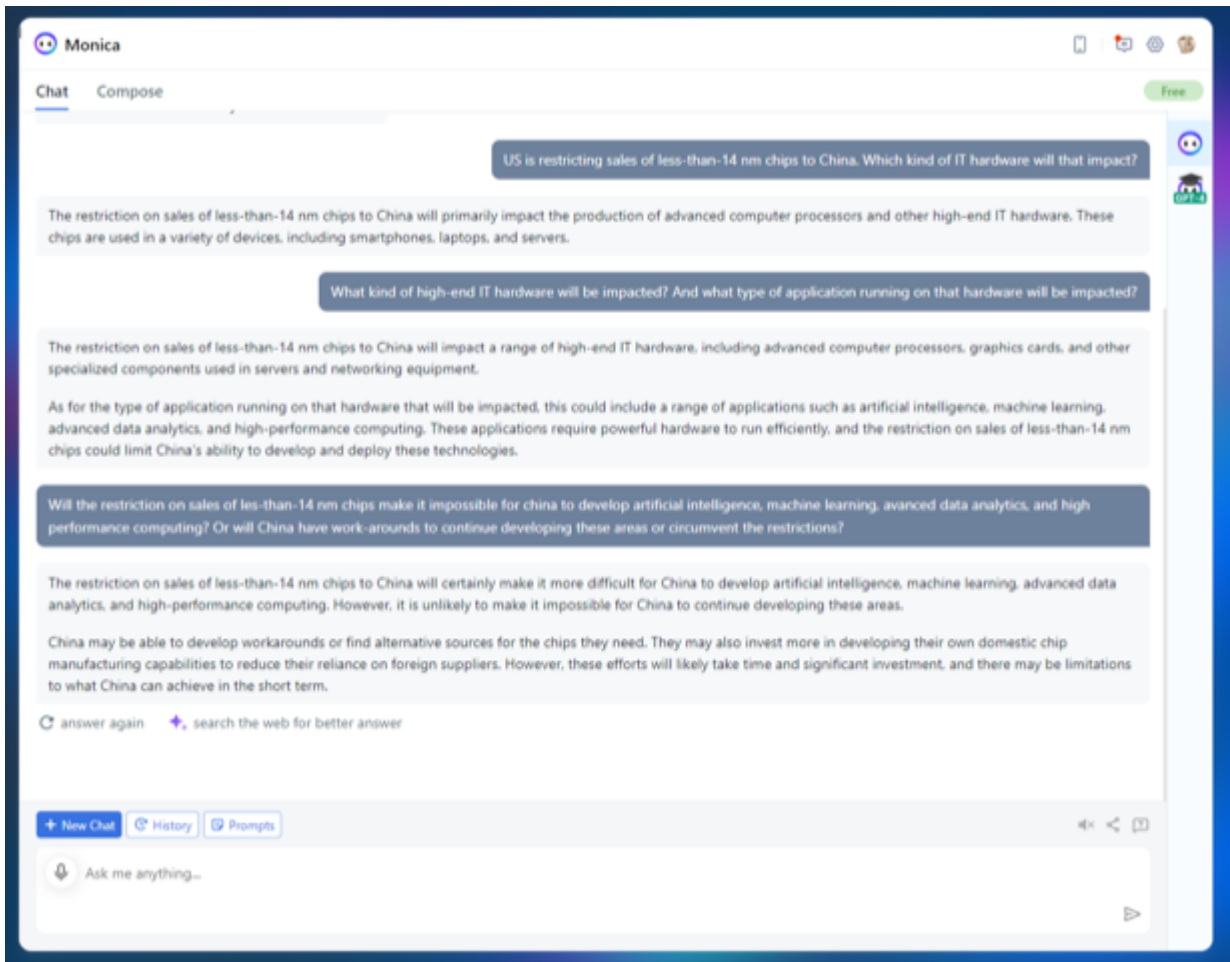 Monica
Chat Compose Free
US is restricting sales of less-than-14 nm chips to China. Which kind of IT hardware will that impact?
GPT-4
The restriction on sales of less-than-14 nm chips to China will primarily impact the production of advanced computer processors and other high-end IT hardware. These
chips are used in a variety of devices, including smartphones, laptops, and servers.
What kind of high-end IT hardware will be impacted? And what type of application running on that hardware will be impacted?
The restriction on sales of less-than-14 nm chips to China will impact a range of high-end IT hardware, including advanced computer processors, graphics cards, and other
specialized components used in servers and networking equipment.
As for the type of application running on that hardware that will be impacted, this could include a range of applications such as artificial intelligence, machine learning,
advanced data analytics, and high-performance computing. These applications require powerful hardware to run efficiently, and the restriction on sales of less-than-14 nm
chips could limit China's ability to develop and deploy these technologies.
Will the restriction on sales of les-than-14 nm chips make it impossible for china to develop artificial intelligence, machine learning, avanced data analytics, and high
performance computing? Or will China have work-arounds to continue developing these areas or circumvent the restrictions?
The restriction on sales of less-than-14 nm chips to China will certainly make it more difficult for China to develop artificial intelligence, machine learning, advanced data
analytics, and high-performance computing. However, it is unlikely to make it impossible for China to continue developing these areas.
China may be able to develop workarounds or find alternative sources for the chips they need. They may also invest more in developing their own domestic chip
manufacturing capabilities to reduce their reliance on foreign suppliers. However, these efforts will likely take time and significant investment, and there may be limitations
to what China can achieve in the short term.
answer again search the web for better answer
+ New Chat History Prompts
Ask me anything...